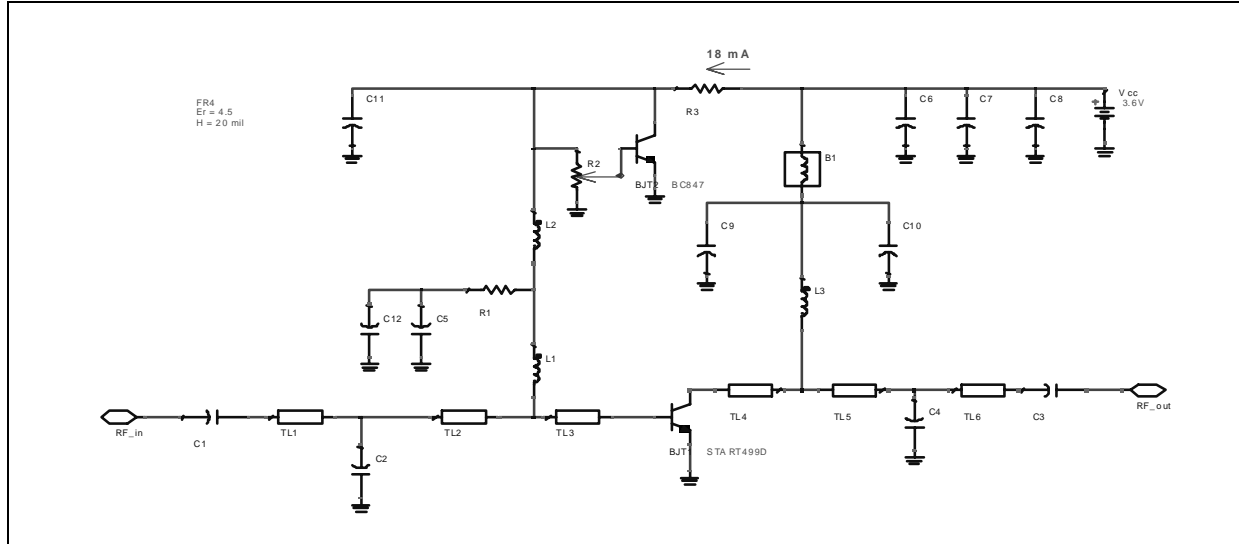 18 mA
FR4
Er = 4.5
H = 20 mil
C11
R3
C6
C7
C8
Vcc
3.6V
+
R2
BJT2
BC847
B1
L2
C9
C10
L3
C12
C5
R1
L1
RF_in
C1
TL1
C2
TL2
TL3
BJT1
START499D
TL4
TL5
C4
TL6
C3
RF_out